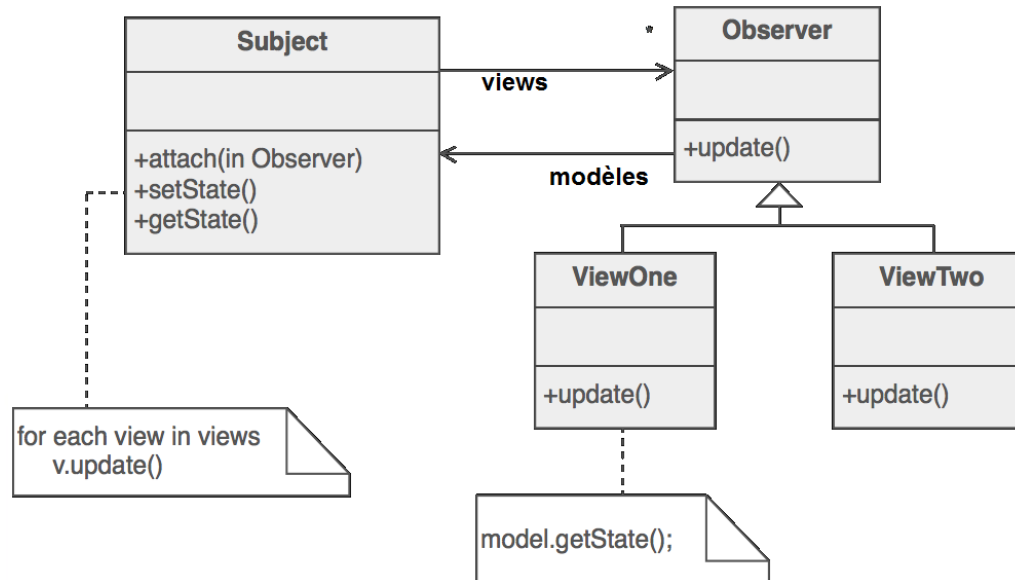 Subject
+attach(in Observer)
+setState()
+getState()
views
*
modèles
Observer
+update()
ViewOne
+update()
ViewTwo
+update()
for each view in views
v.update()
model.getState();